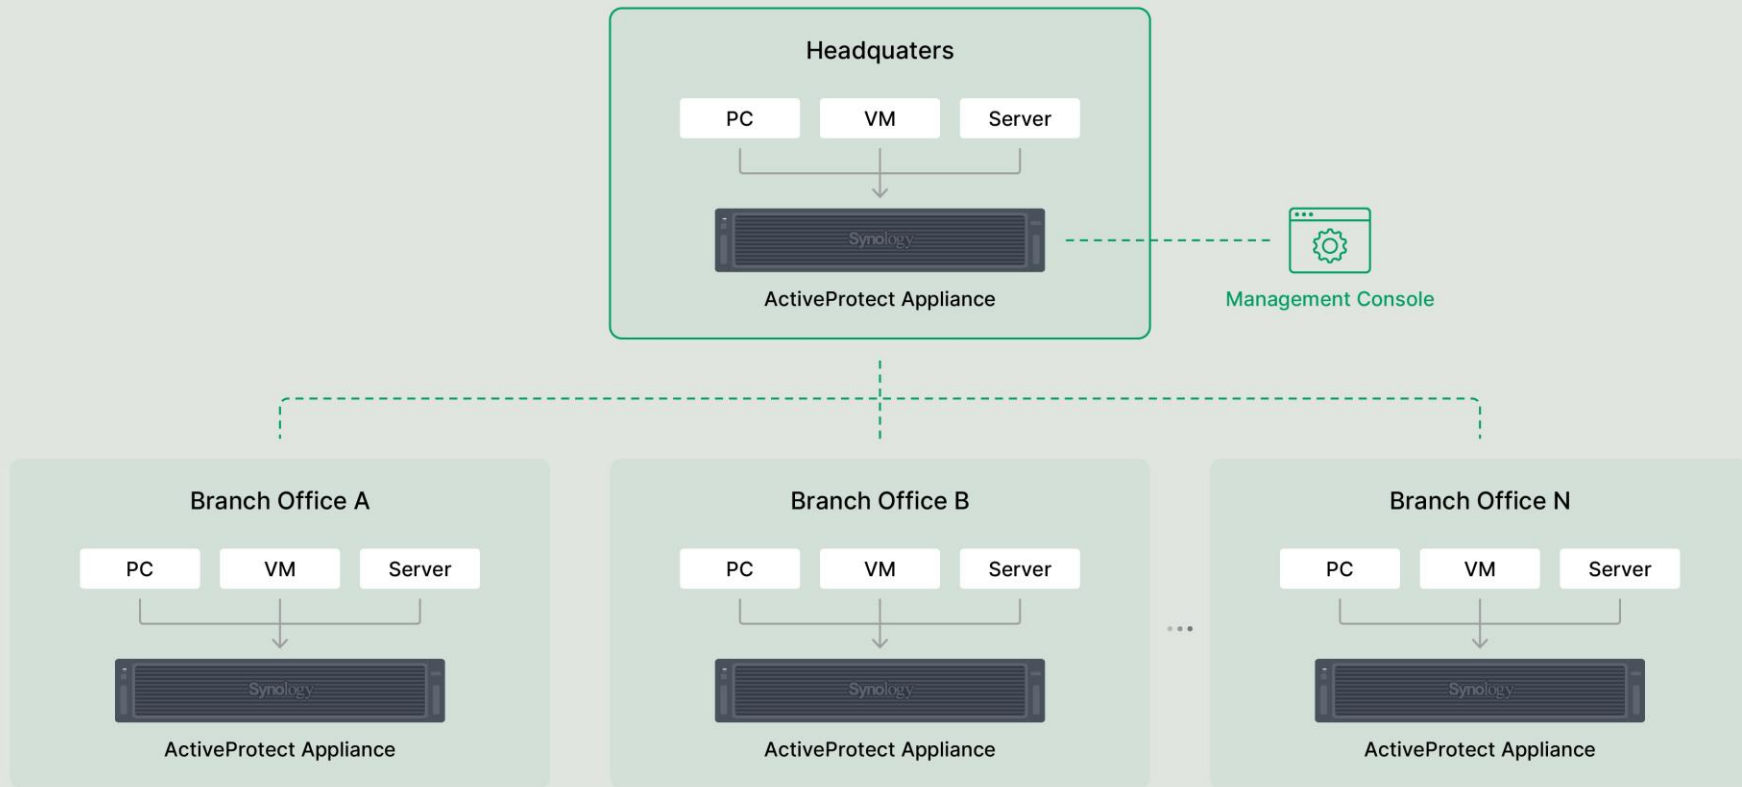 Headquaters
PC VM Server
Synology
ActiveProtect Appliance
Management Console
Branch Office A
PC VM Server
Synology
ActiveProtect Appliance
Branch Office B
PC VM Server
Synology
ActiveProtect Appliance
...
Branch Office N
PC VM Server
Synology
ActiveProtect Appliance